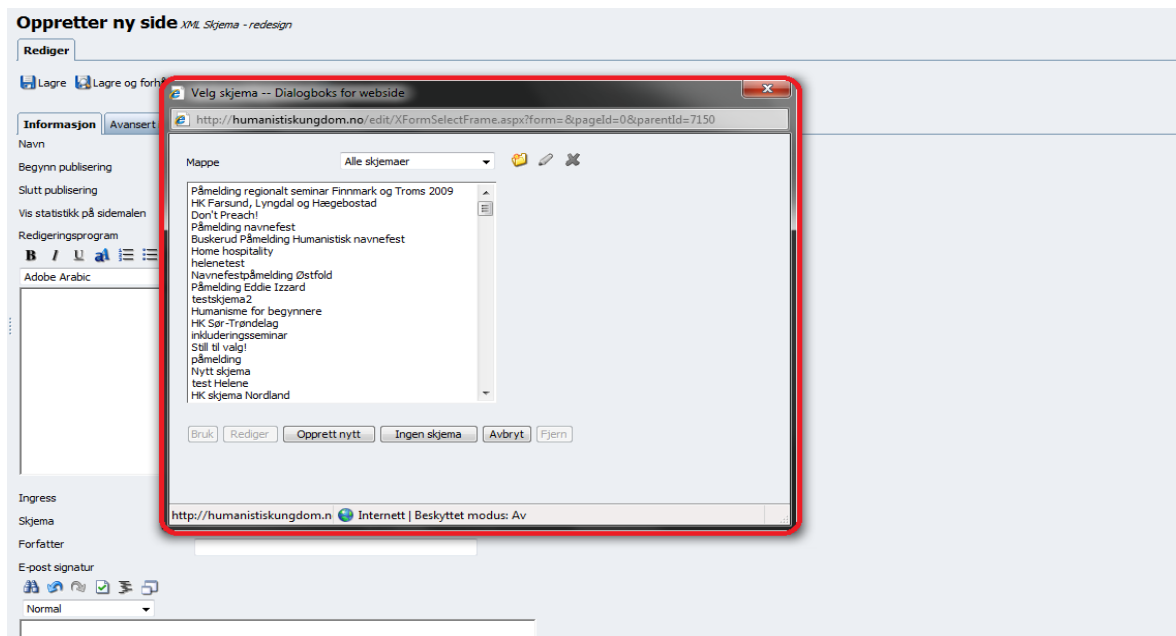 Oppretter ny side XML Skjema - redesign
Rediger
Lagre Lagre og forhå
Velg skjema -- Dialogboks for webside
http://humanistiskungdom.no/edit/XFormSelectFrame.aspx?form=&pageId=0&parentId=7150
Informasjon Avansert
Navn
Begynn publisering
Slutt publisering
Vis statistikk på sidemalen
Redigeringsprogram
B I U aA
Adobe Arabic
Mappe Alle skjemaer
Påmelding regionalt seminar Finnmark og Troms 2009
HK Farsund, Lyngdal og Hægebostad
Don't Preach!
Påmelding navnefest
Buskerud Påmelding Humanistisk navnefest
Home hospitality
helenetest
Navnefestpåmelding Østfold
Påmelding Eddie Izzard
testskjema2
Humanisme for begynnere
HK Sør-Trøndelag
inkluderingsseminar
Still til valg!
påmelding
Nytt skjema
test Helene
HK skjema Nordland
Bruk Rediger Opprett nytt Ingen skjema Avbryt Fjern
http://humanistiskungdom.n Internett | Beskyttet modus: Av
Ingress
Skjema
Forfatter
E-post signatur
Normal